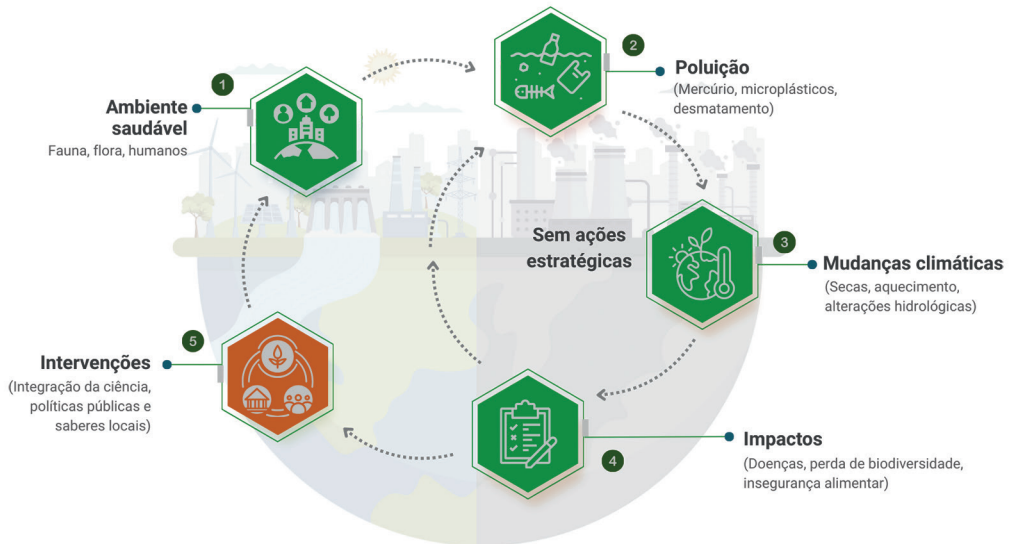 1
Ambiente
saudável
Fauna, flora, humanos
2
Poluição
(Mercúrio, microplásticos,
desmatamento)
Sem ações
estratégicas
3
Mudanças climáticas
(Secas, aquecimento,
alterações hidrológicas)
4
Impactos
(Doenças, perda de biodiversidade,
insegurança alimentar)
5
Intervenções
(Integração da ciência,
políticas públicas e
saberes locais)